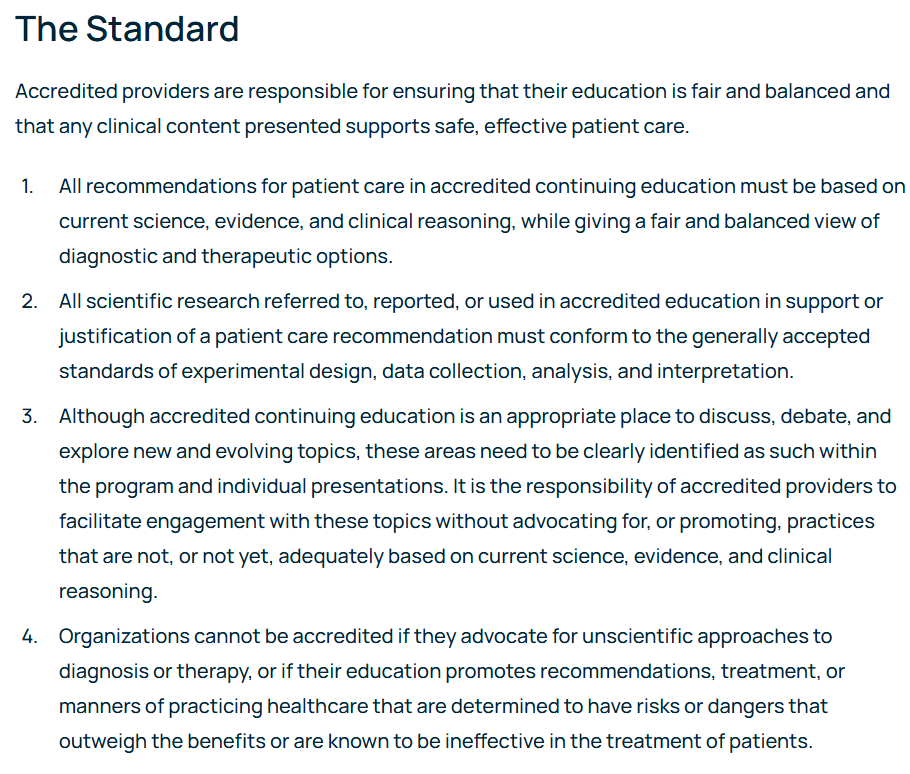 The Standard
Accredited providers are responsible for ensuring that their education is fair and balanced and
that any clinical content presented supports safe, effective patient care.
1. All recommendations for patient care in accredited continuing education must be based on
current science, evidence, and clinical reasoning, while giving a fair and balanced view of
diagnostic and therapeutic options.
2. All scientific research referred to, reported, or used in accredited education in support or
justification of a patient care recommendation must conform to the generally accepted
standards of experimental design, data collection, analysis, and interpretation.
3. Although accredited continuing education is an appropriate place to discuss, debate, and
explore new and evolving topics, these areas need to be clearly identified as such within
the program and individual presentations. It is the responsibility of accredited providers to
facilitate engagement with these topics without advocating for, or promoting, practices
that are not, or not yet, adequately based on current science, evidence, and clinical
reasoning.
4. Organizations cannot be accredited if they advocate for unscientific approaches to
diagnosis or therapy, or if their education promotes recommendations, treatment, or
manners of practicing healthcare that are determined to have risks or dangers that
outweigh the benefits or are known to be ineffective in the treatment of patients.